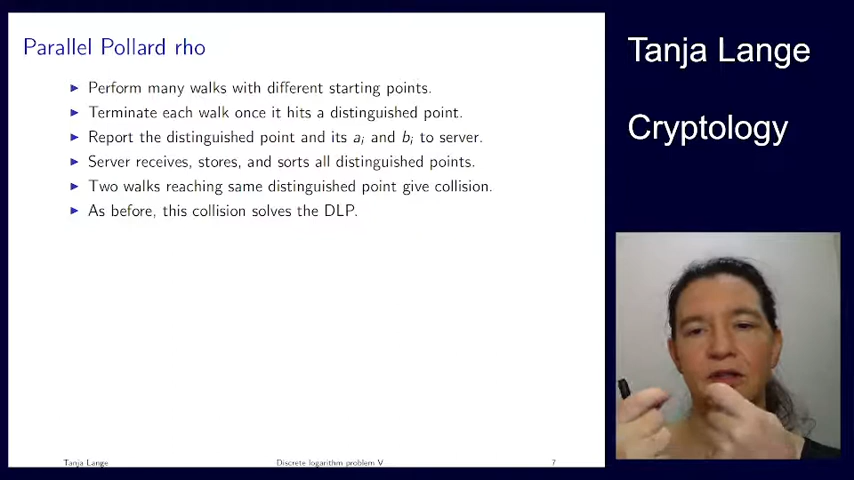 Parallel Pollard rho
▶ Perform many walks with different starting points.
▶ Terminate each walk once it hits a distinguished point.
▶ Report the distinguished point and its aᵢ and bᵢ to server.
▶ Server receives, stores, and sorts all distinguished points.
▶ Two walks reaching same distinguished point give collision.
▶ As before, this collision solves the DLP.
Tanja Lange Discrete logarithm problem V 7
Tanja Lange
Cryptology